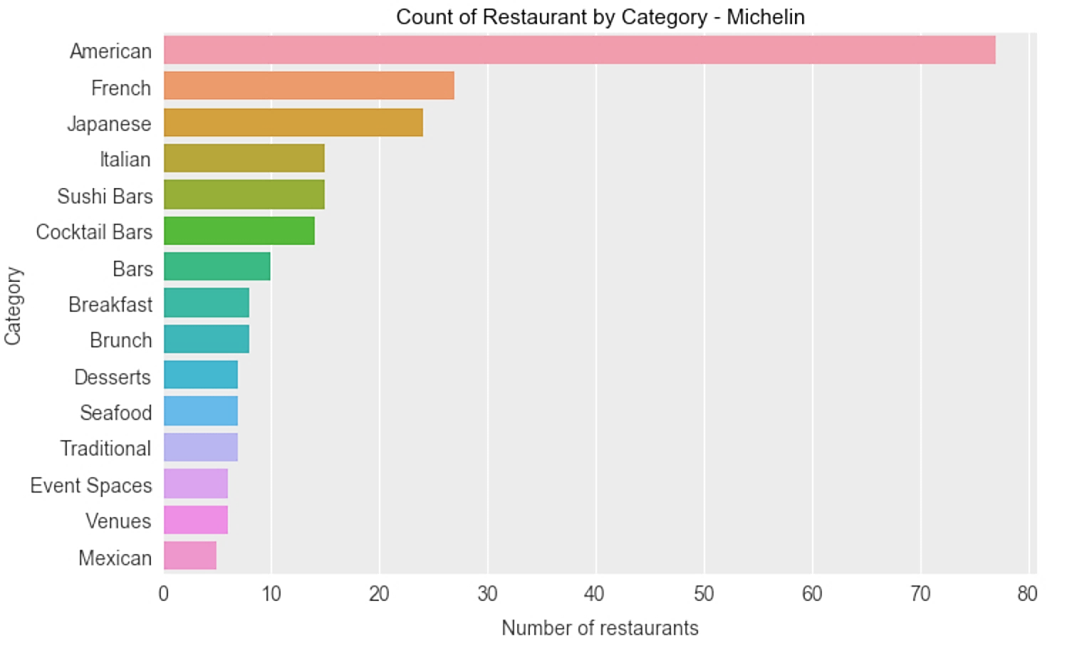 Count of Restaurant by Category - Michelin
American
French
Japanese
Italian
Sushi Bars
Cocktail Bars
Bars
Breakfast
Brunch
Desserts
Seafood
Traditional
Event Spaces
Venues
Mexican
Category
0 10 20 30 40 50 60 70 80
Number of restaurants